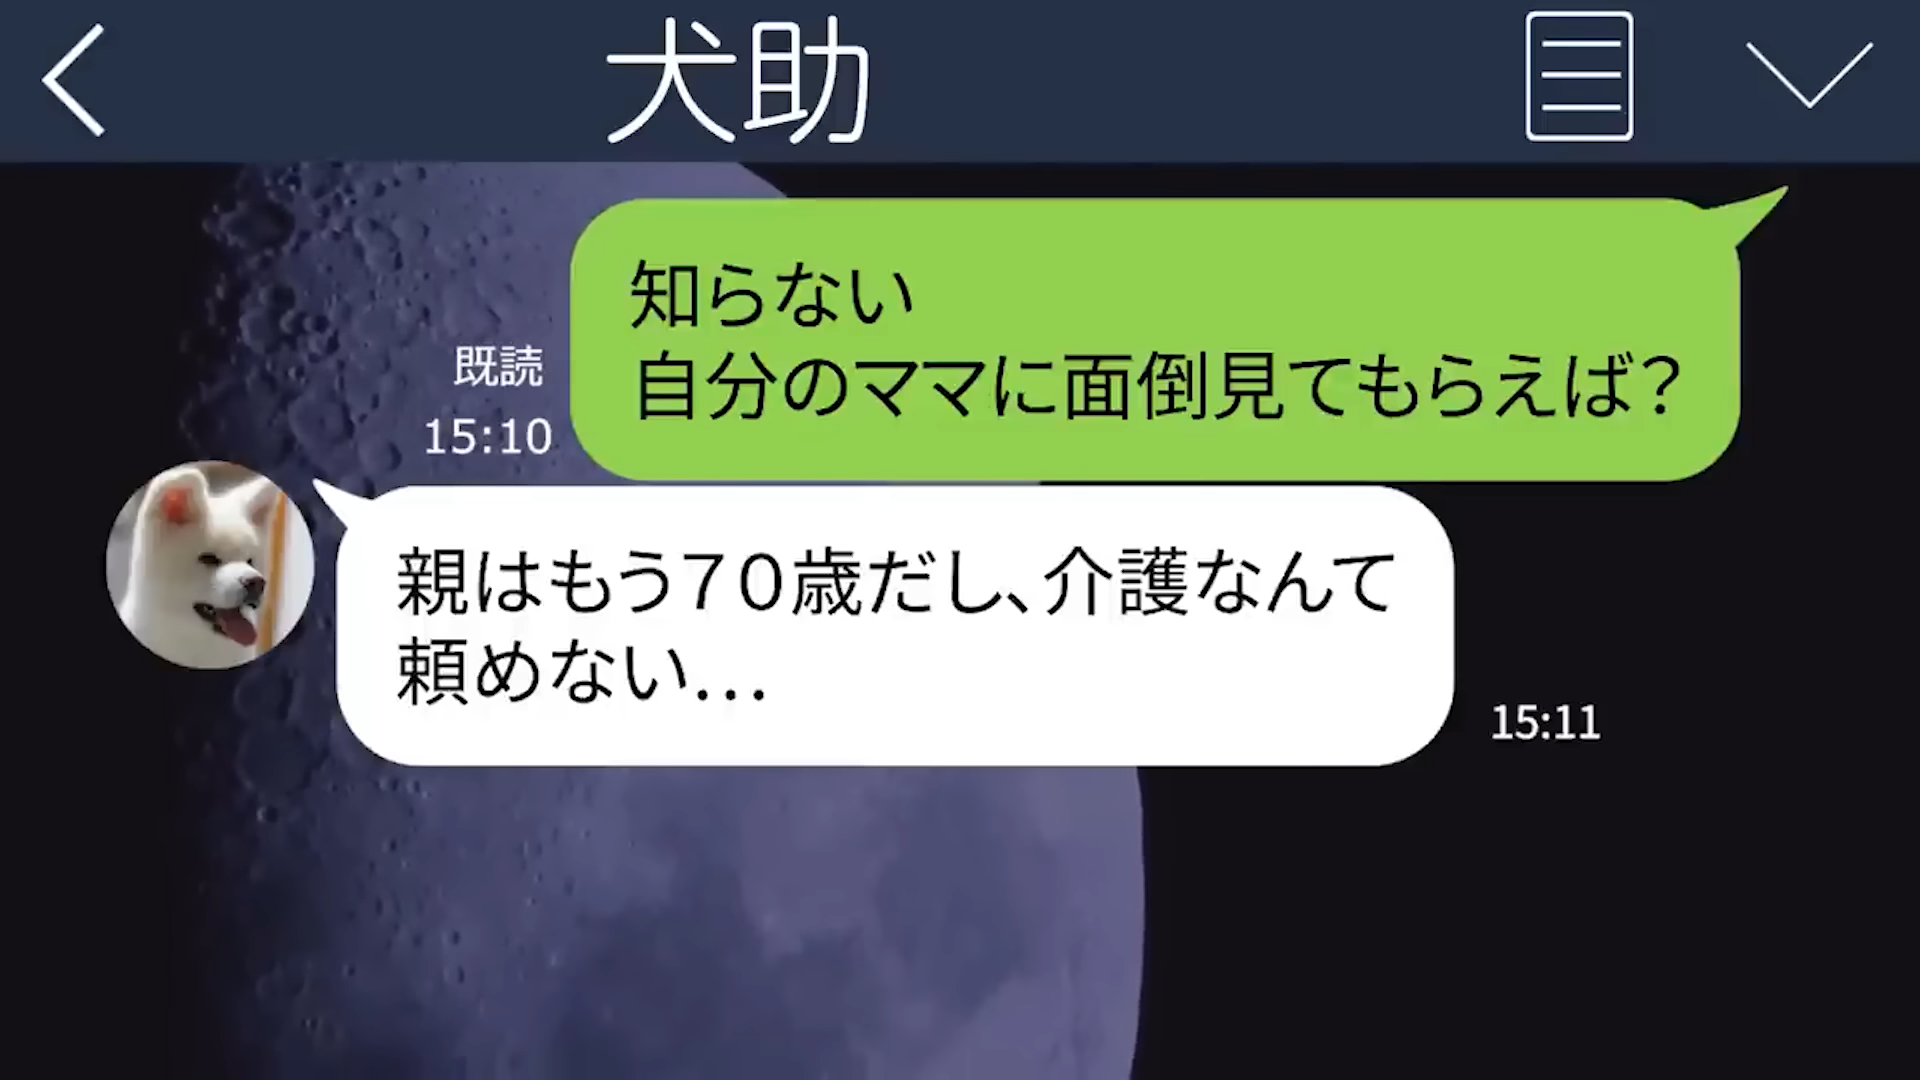 犬助
知らない
自分のママに面倒見てもらえば？
既読
15:10
親はもう７０歳だし、介護なんて
頼めない…
15:11